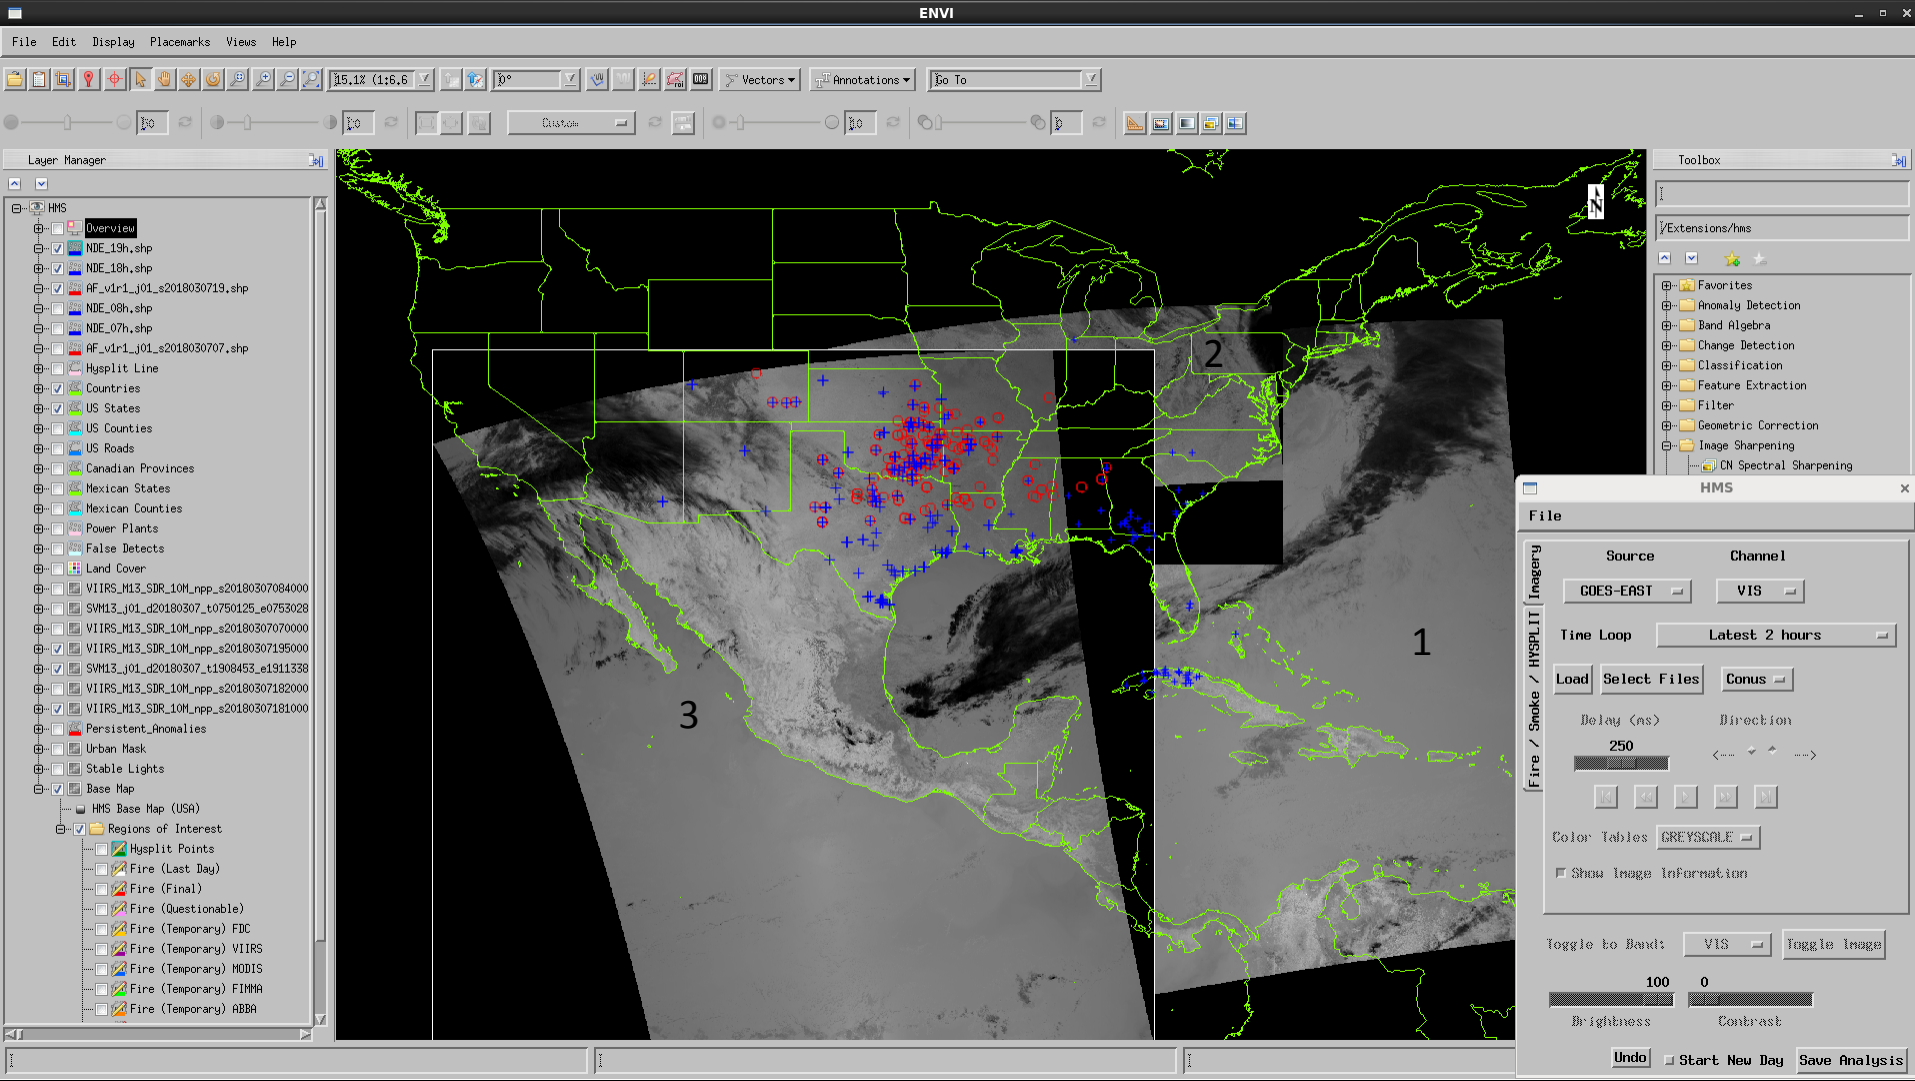 ENVI
File Edit Display Placemarks Views Help
15.1% (1:6.6
0°
Vectors
Annotations
Go To
Custom
Layer Manager
HMS
Overview
NDE_19h.shp
NDE_18h.shp
AF_v1r1_j01_s2018030719.shp
NDE_08h.shp
NDE_07h.shp
AF_v1r1_j01_s2018030707.shp
Hysplit Line
Countries
US States
US Counties
US Roads
Canadian Provinces
Mexican States
Mexican Counties
Power Plants
False Detects
Land Cover
VIIRS_M13_SDR_10M_npp_s20180307084000
SVM13_j01_d20180307_t0750125_e0753028
VIIRS_M13_SDR_10M_npp_s20180307070000
VIIRS_M13_SDR_10M_npp_s20180307195000
SVM13_j01_d20180307_t1908453_e1911338
VIIRS_M13_SDR_10M_npp_s20180307182000
VIIRS_M13_SDR_10M_npp_s20180307181000
Persistent_Anomalies
Urban Mask
Stable Lights
Base Map
HMS Base Map (USA)
Regions of Interest
Hysplit Points
Fire (Last Day)
Fire (Final)
Fire (Questionable)
Fire (Temporary) FDC
Fire (Temporary) VIIRS
Fire (Temporary) MODIS
Fire (Temporary) FIMMA
Fire (Temporary) ABBA
N
2
1
3
Toolbox
/Extensions/hms
Favorites
Anomaly Detection
Band Algebra
Change Detection
Classification
Feature Extraction
Filter
Geometric Correction
Image Sharpening
CN Spectral Sharpening
HMS
File
Imagery
Fire / Smoke / HYSPLIT
Source Channel
GOES-EAST VIS
Time Loop Latest 2 hours
Load Select Files Conus
Delay (ms) Direction
250
<---- ---->
Color Tables GREYSCALE
Show Image Information
Toggle to Band: VIS Toggle Image
100 0
Brightness Contrast
Undo Start New Day Save Analysis